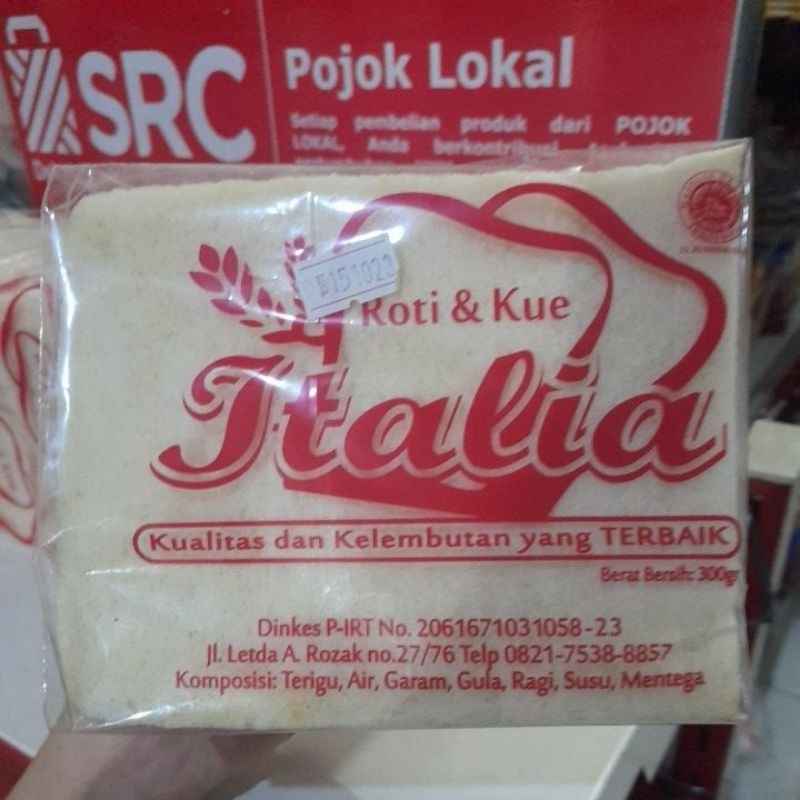 SRC
Pojok Lokal
Setiap pembelian produk dari POJOK
LOKAL, Anda berkontribusi
151023
Roti & Kue
Italia
Kualitas dan Kelembutan yang TERBAIK
Berat Bersih: 300gr
Dinkes P-IRT No. 2061671031058-23
Jl. Letda A. Rozak no.27/76 Telp 0821-7538-8857
Komposisi: Terigu, Air, Garam, Gula, Ragi, Susu, Mentega